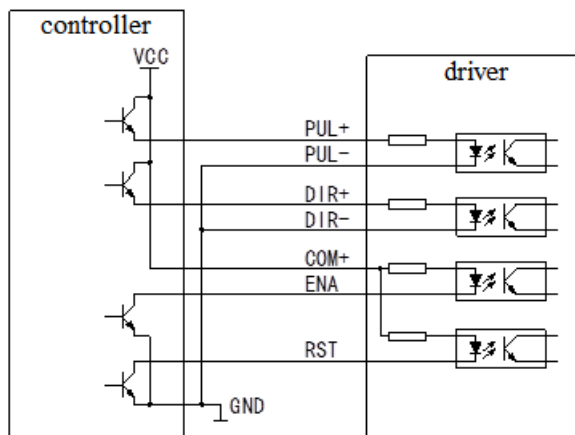 controller
VCC
driver
PUL+
PUL-
DIR+
DIR-
COM+
ENA
RST
GND